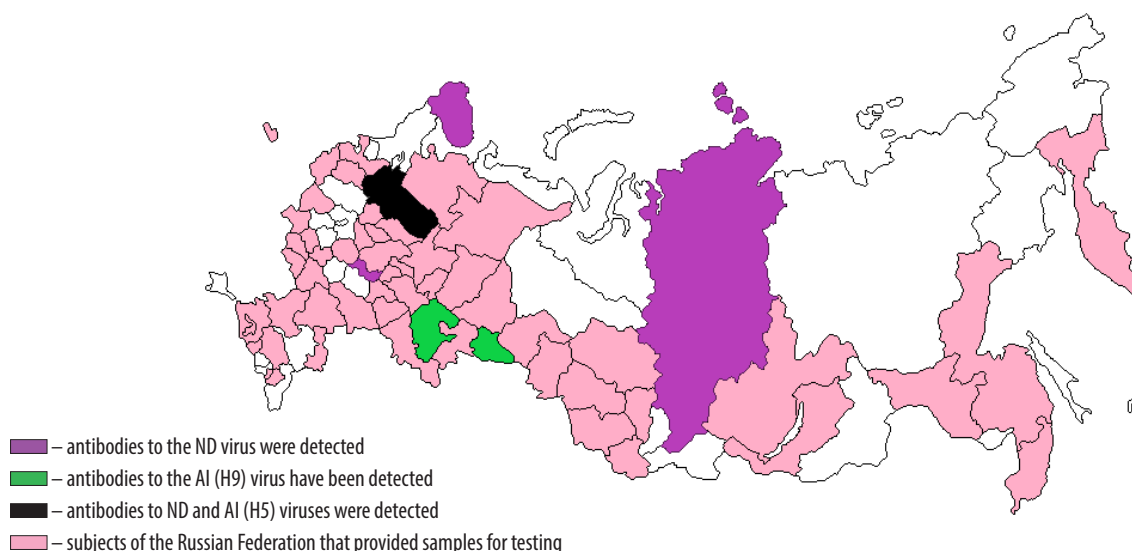 – antibodies to the ND virus were detected
– antibodies to the AI (H9) virus have been detected
– antibodies to ND and AI (H5) viruses were detected
– subjects of the Russian Federation that provided samples for testing